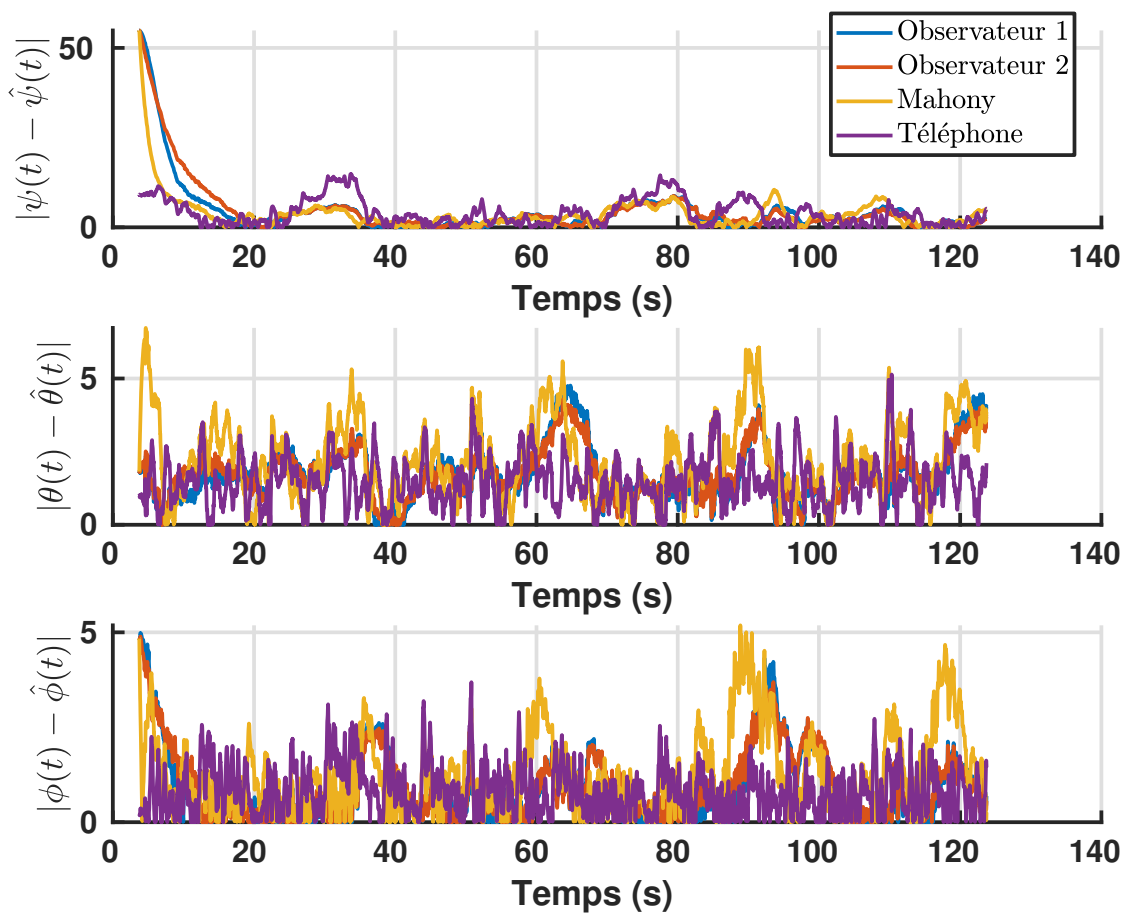 Observateur 1
Observateur 2
Mahony
Téléphone
|ψ(t) − ψ̂(t)|
50
0
0 20 40 60 80 100 120 140
Temps (s)
|θ(t) − θ̂(t)|
5
0
0 20 40 60 80 100 120 140
Temps (s)
|ϕ(t) − ϕ̂(t)|
5
0
0 20 40 60 80 100 120 140
Temps (s)